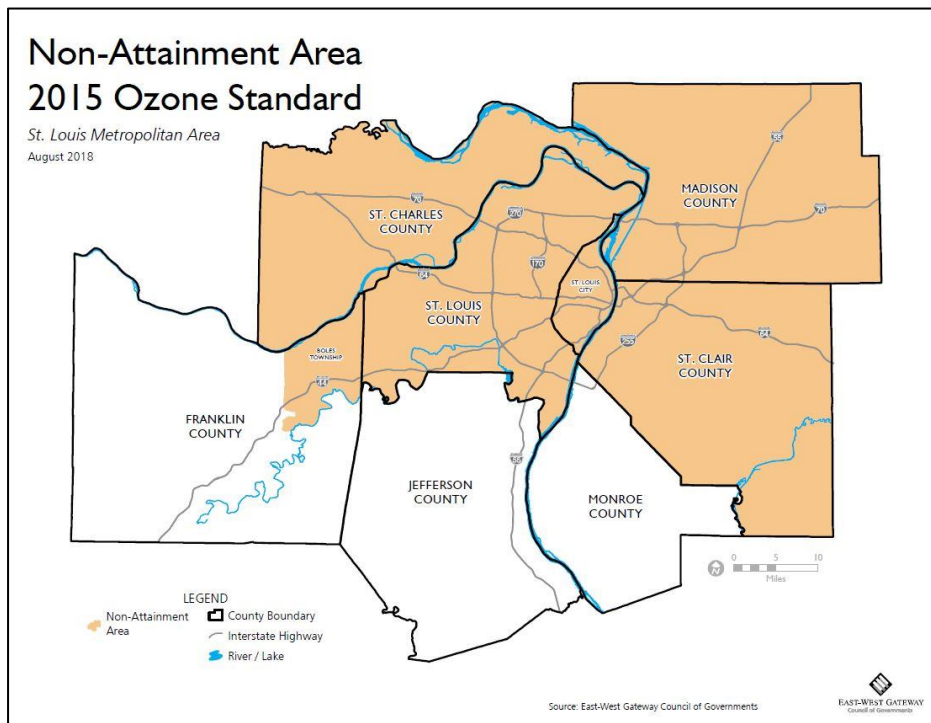 Non-Attainment Area
2015 Ozone Standard
St. Louis Metropolitan Area
August 2018
55
MADISON
COUNTY
70
70
ST. CHARLES
COUNTY
270
64
170
ST. LOUIS
CITY
ST. LOUIS
COUNTY
255
64
ST. CLAIR
COUNTY
BOLES
TOWNSHIP
44
FRANKLIN
COUNTY
55
JEFFERSON
COUNTY
MONROE
COUNTY
N
0 5 10
Miles
LEGEND
Non-Attainment
Area
County Boundary
Interstate Highway
River / Lake
Source: East-West Gateway Council of Governments
EAST-WEST GATEWAY
Council of Governments